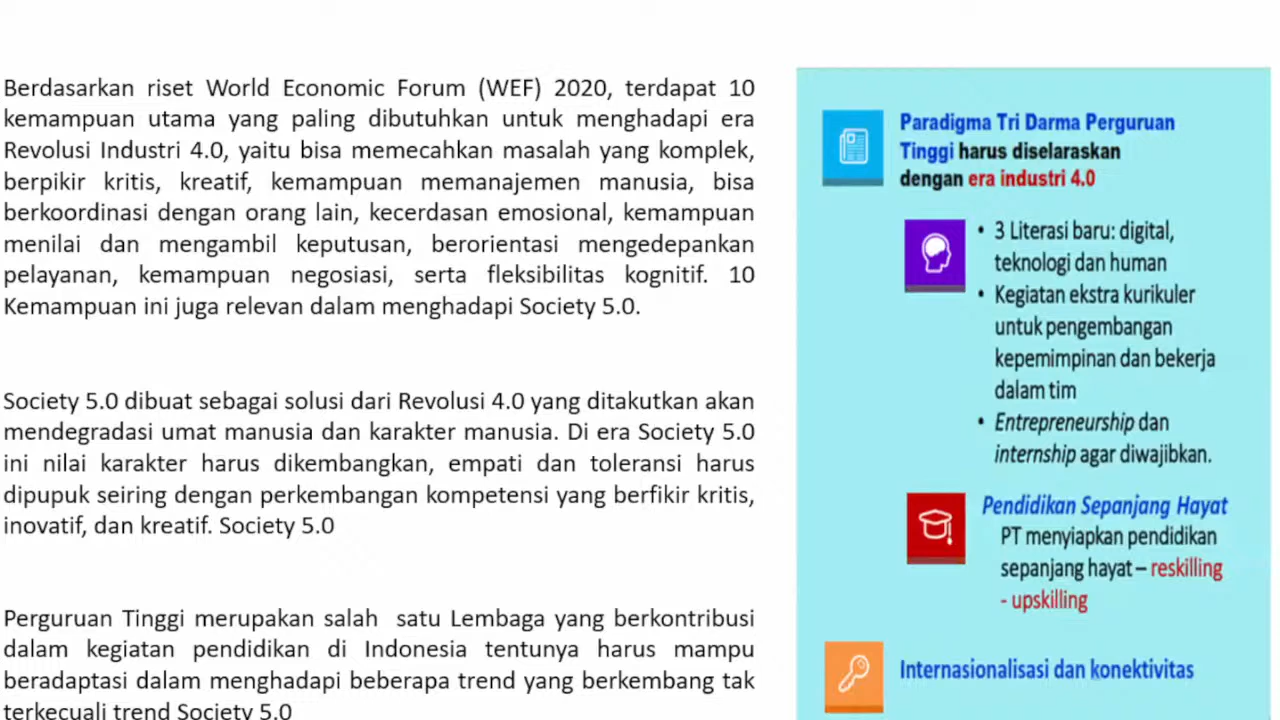 Berdasarkan riset World Economic Forum (WEF) 2020, terdapat 10
kemampuan utama yang paling dibutuhkan untuk menghadapi era
Revolusi Industri 4.0, yaitu bisa memecahkan masalah yang komplek,
berpikir kritis, kreatif, kemampuan memanajemen manusia, bisa
berkoordinasi dengan orang lain, kecerdasan emosional, kemampuan
menilai dan mengambil keputusan, berorientasi mengedepankan
pelayanan, kemampuan negosiasi, serta fleksibilitas kognitif. 10
Kemampuan ini juga relevan dalam menghadapi Society 5.0.
Society 5.0 dibuat sebagai solusi dari Revolusi 4.0 yang ditakutkan akan
mendegradasi umat manusia dan karakter manusia. Di era Society 5.0
ini nilai karakter harus dikembangkan, empati dan toleransi harus
dipupuk seiring dengan perkembangan kompetensi yang berfikir kritis,
inovatif, dan kreatif. Society 5.0
Perguruan Tinggi merupakan salah satu Lembaga yang berkontribusi
dalam kegiatan pendidikan di Indonesia tentunya harus mampu
beradaptasi dalam menghadapi beberapa trend yang berkembang tak
terkecuali trend Society 5.0
Paradigma Tri Darma Perguruan
Tinggi harus diselaraskan
dengan era industri 4.0
• 3 Literasi baru: digital,
teknologi dan human
• Kegiatan ekstra kurikuler
untuk pengembangan
kepemimpinan dan bekerja
dalam tim
• Entrepreneurship dan
internship agar diwajibkan.
Pendidikan Sepanjang Hayat
PT menyiapkan pendidikan
sepanjang hayat – reskilling
- upskilling
Internasionalisasi dan konektivitas